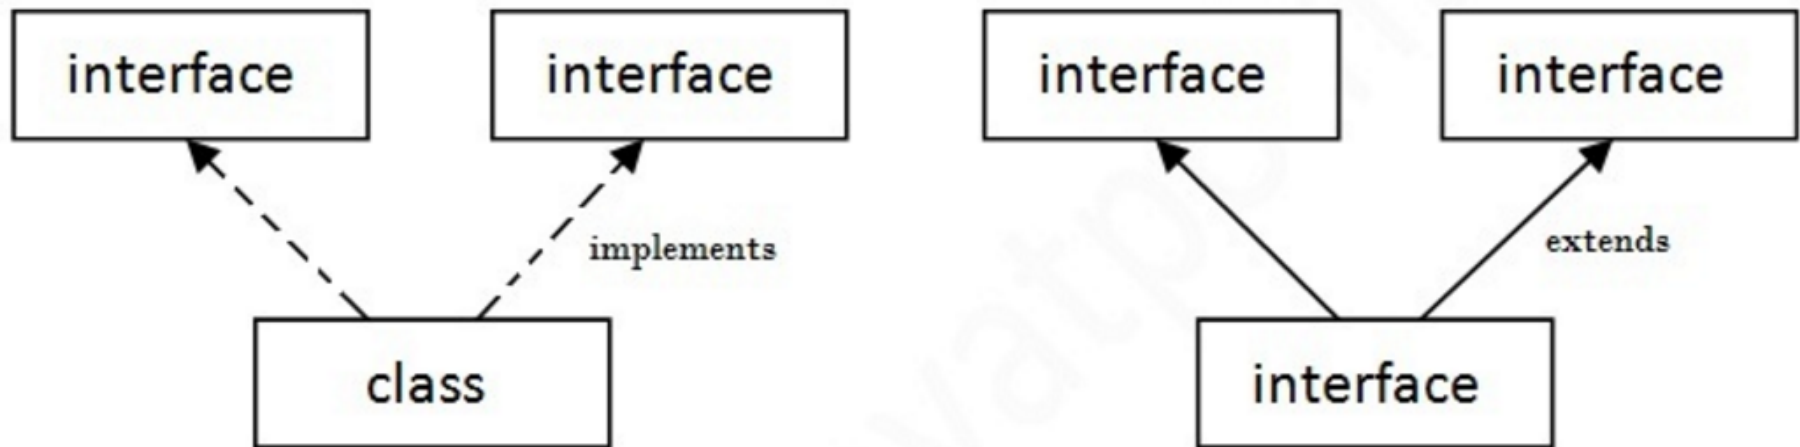 interface interface interface interface
implements extends
class interface